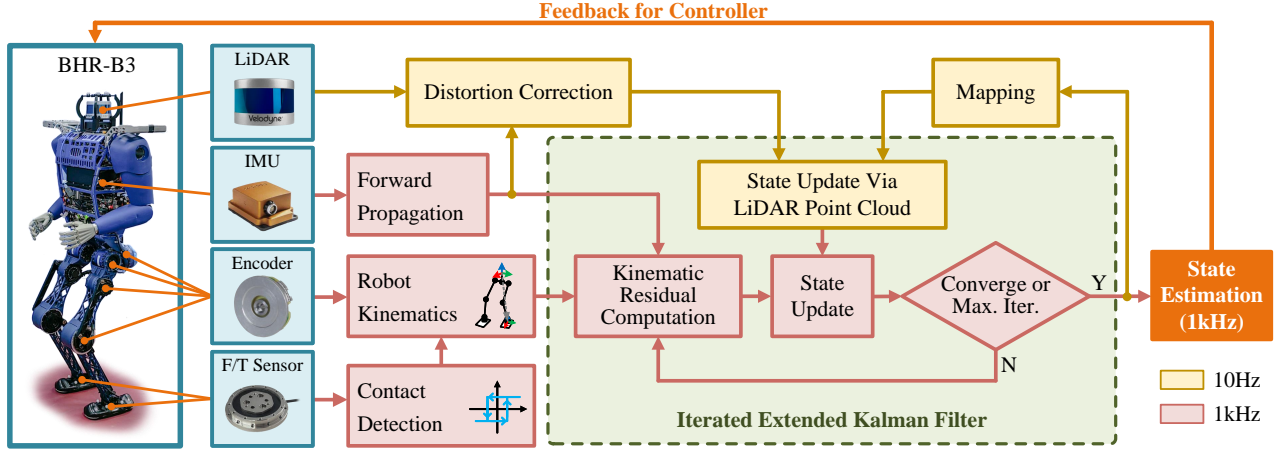 Feedback for Controller
BHR-B3
LiDAR
Velodyne
Distortion Correction
Mapping
IMU
Forward
Propagation
State Update Via
LiDAR Point Cloud
Encoder
Robot
Kinematics
Kinematic
Residual
Computation
State
Update
Converge or
Max. Iter.
Y
N
State
Estimation
(1kHz)
F/T Sensor
Contact
Detection
Iterated Extended Kalman Filter
10Hz
1kHz